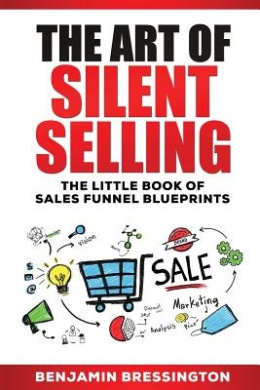 THE ART OF
SILENT
SELLING
THE LITTLE BOOK OF
SALES FUNNEL BLUEPRINTS
Vision
SALE
Marketing
Analysis
BENJAMIN BRESSINGTON